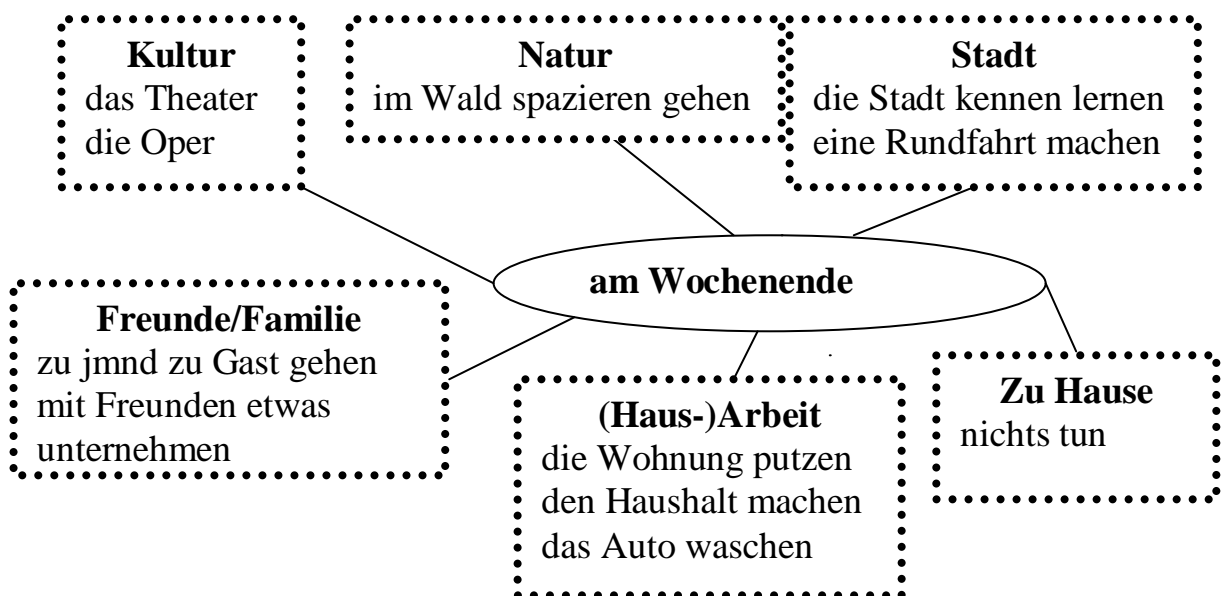 Kultur
das Theater
die Oper
Natur
im Wald spazieren gehen
Stadt
die Stadt kennen lernen
eine Rundfahrt machen
am Wochenende
Freunde/Familie
zu jmnd zu Gast gehen
mit Freunden etwas
unternehmen
(Haus-)Arbeit
die Wohnung putzen
den Haushalt machen
das Auto waschen
Zu Hause
nichts tun